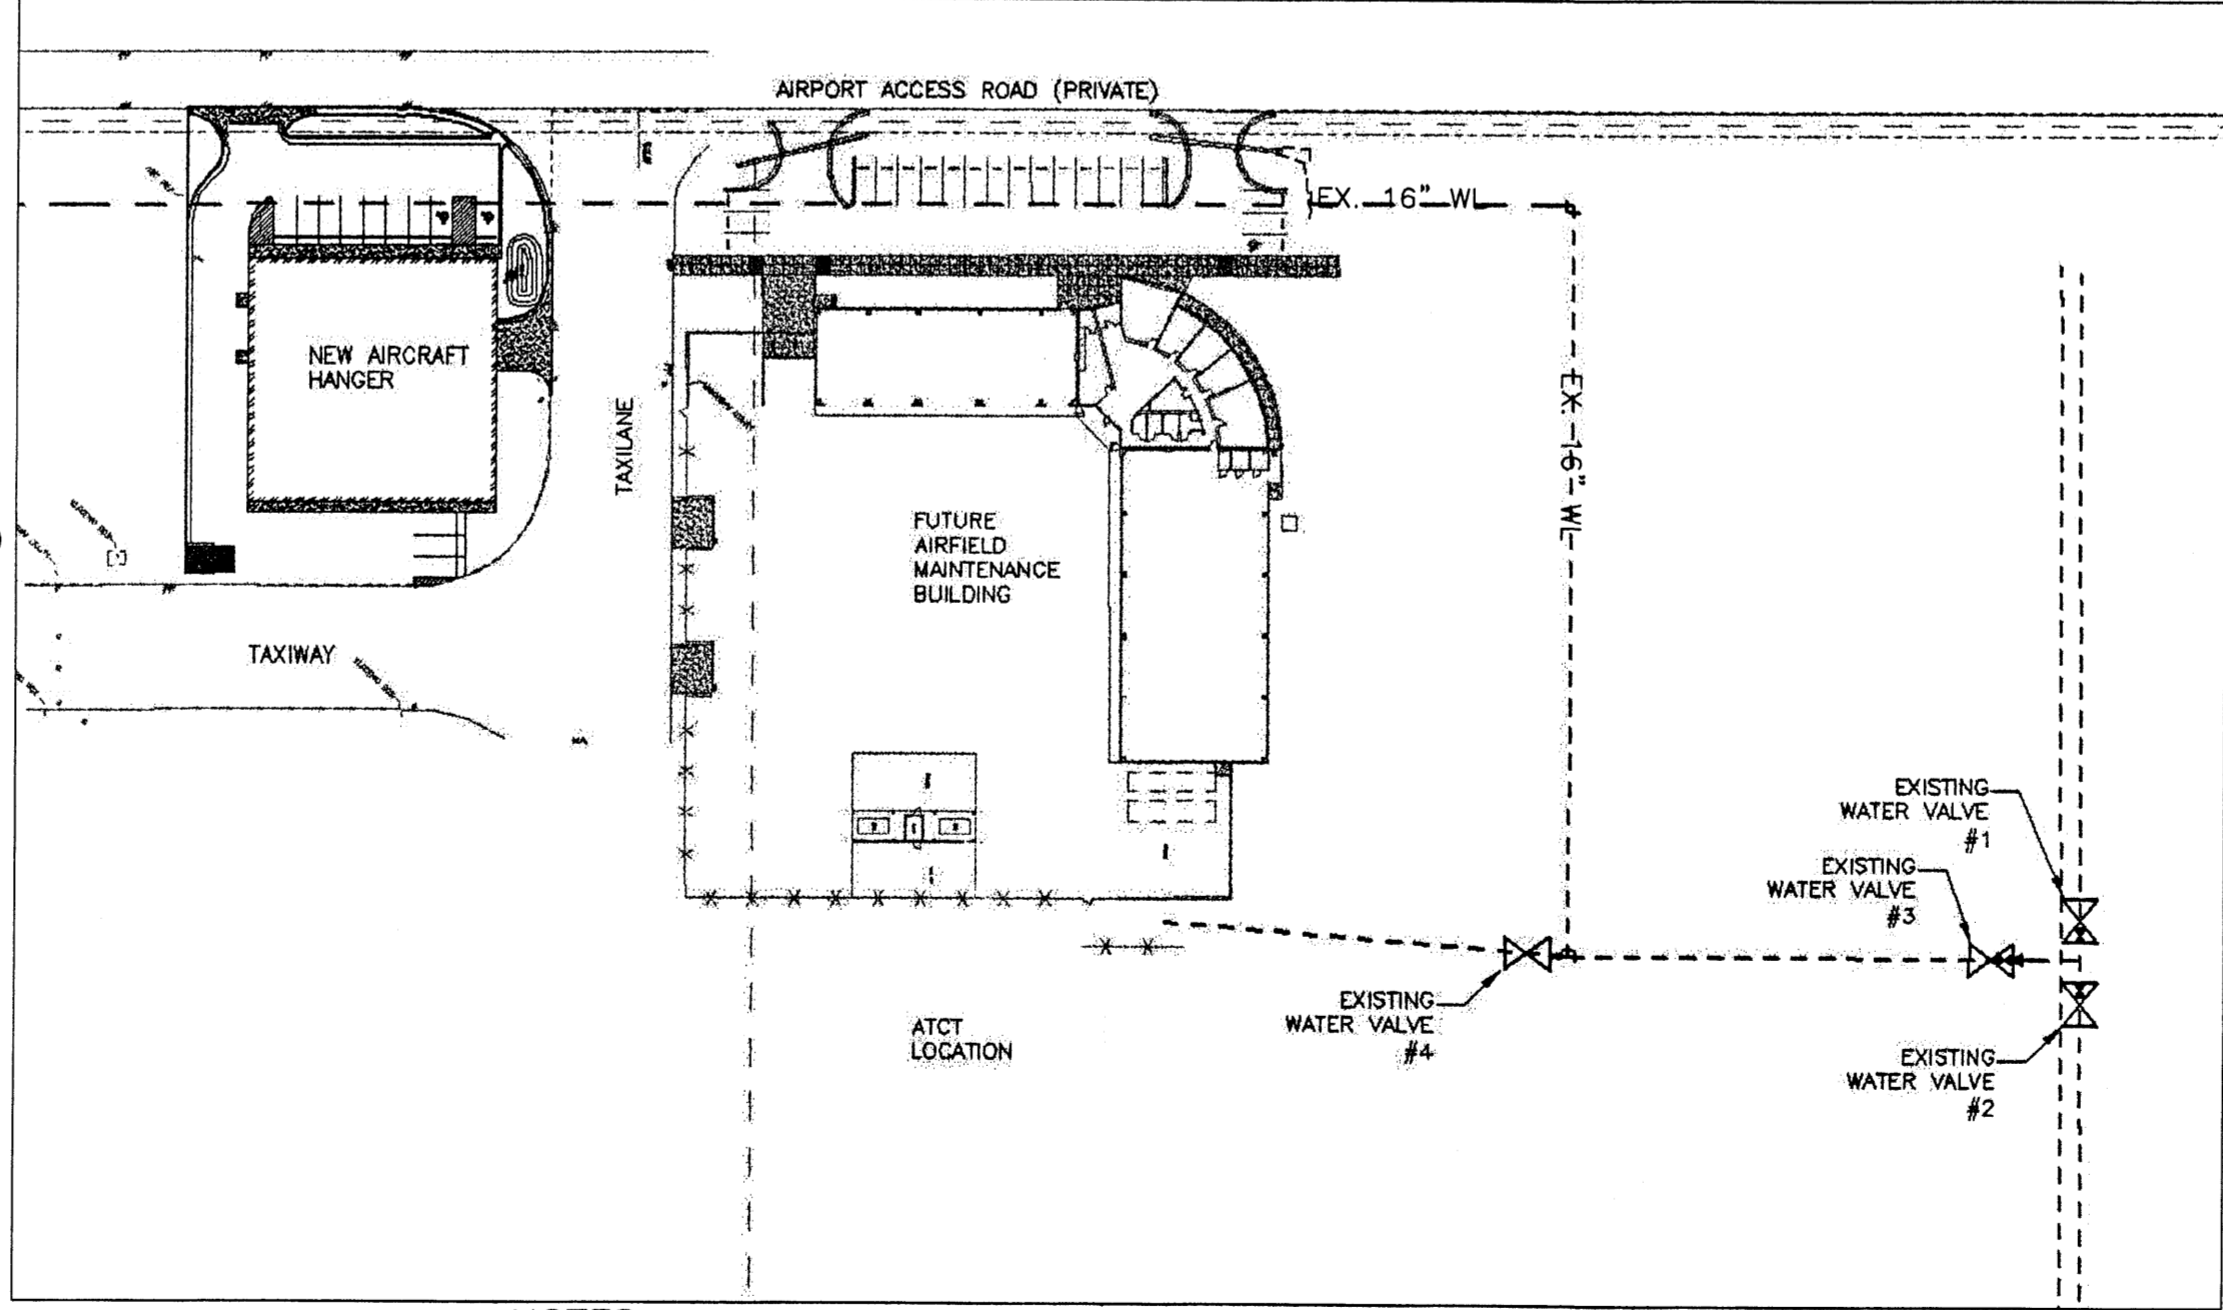 AIRPORT ACCESS ROAD (PRIVATE)
EX. 16" WL
NEW AIRCRAFT
HANGER
TAXILANE
EX. 16" WL
FUTURE
AIRFIELD
MAINTENANCE
BUILDING
TAXIWAY
EXISTING
WATER VALVE
#1
EXISTING
WATER VALVE
#3
EXISTING
WATER VALVE
#4
ATCT
LOCATION
EXISTING
WATER VALVE
#2